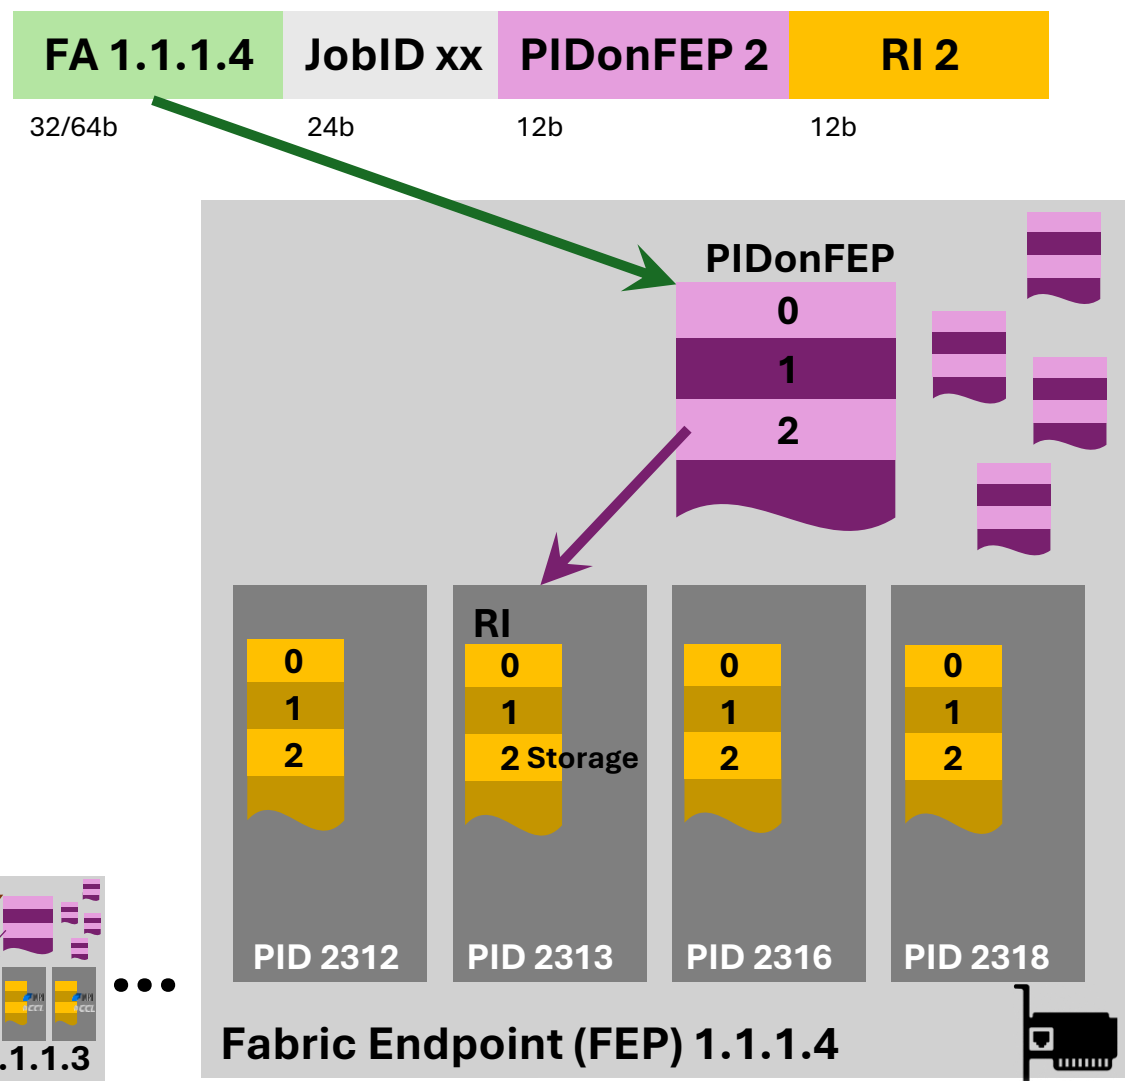 FA 1.1.1.4 JobID xx PIDonFEP 2 RI 2
32/64b 24b 12b 12b
PIDonFEP
0
1
2
RI
0 0 0 0
1 1 1 1
2 2 Storage 2 2
PID 2312 PID 2313 PID 2316 PID 2318
Fabric Endpoint (FEP) 1.1.1.4
.1.1.3